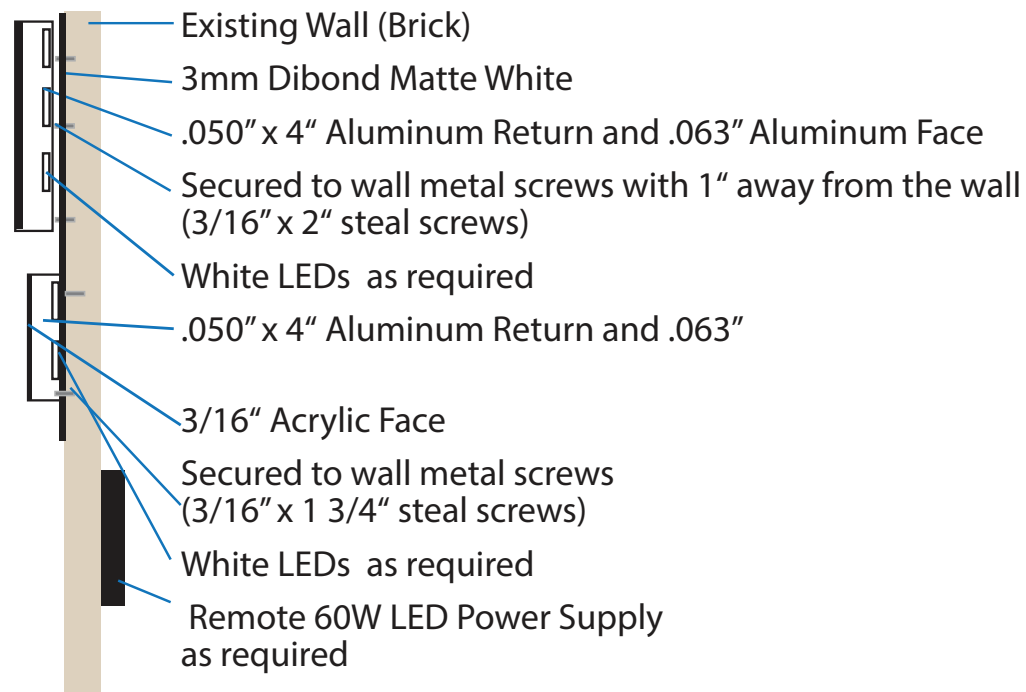 Existing Wall (Brick)
3mm Dibond Matte White
.050” x 4“ Aluminum Return and .063” Aluminum Face
Secured to wall metal screws with 1“ away from the wall
(3/16” x 2“ steal screws)
White LEDs as required
.050” x 4“ Aluminum Return and .063”
3/16“ Acrylic Face
Secured to wall metal screws
(3/16” x 1 3/4“ steal screws)
White LEDs as required
Remote 60W LED Power Supply
as required